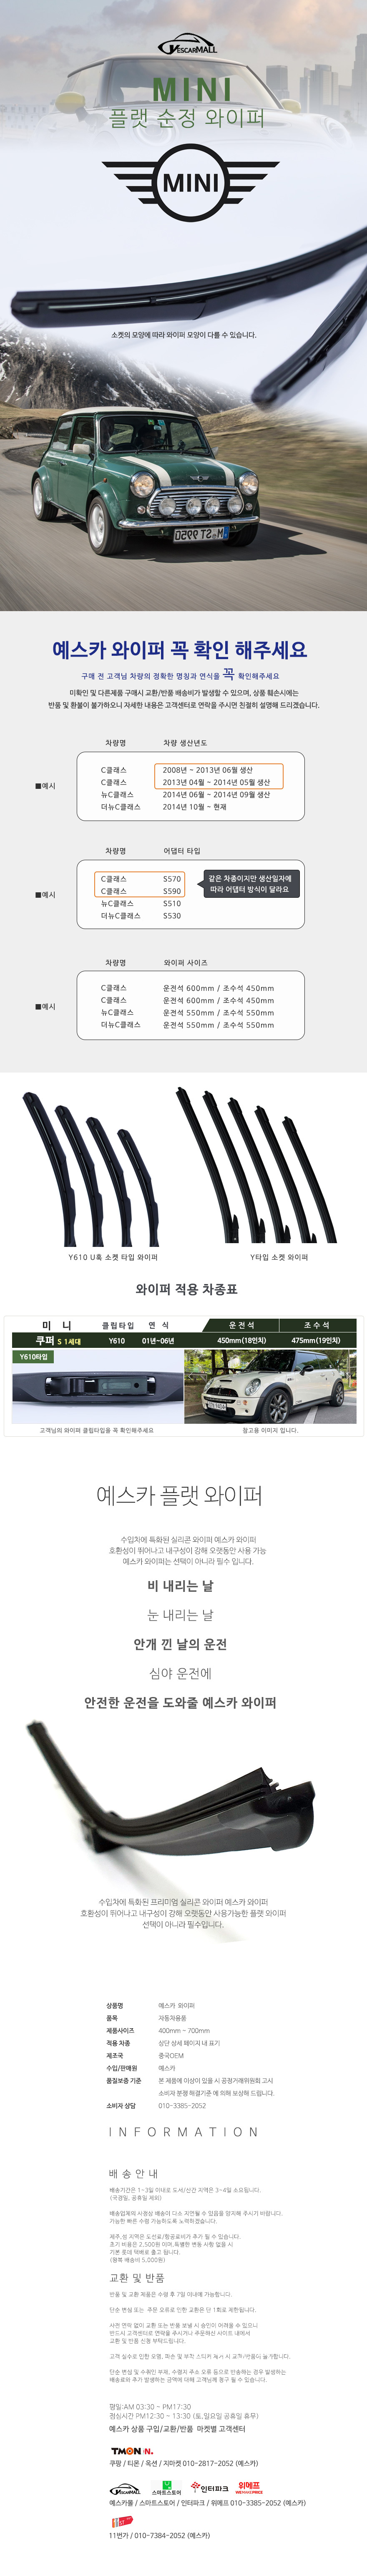 YESCARMALL
MINI
플랫 순정 와이퍼
MINI
소켓의 모양에 따라 와이퍼 모양이 다를 수 있습니다.
예스카 와이퍼 꼭 확인 해주세요
구매 전 고객님 차량의 정확한 명칭과 연식을 꼭 확인해주세요
미확인 및 다른제품 구매시 교환/반품 배송비가 발생할 수 있으며, 상품 훼손시에는
반품 및 환불이 불가하오니 자세한 내용은 고객센터로 연락을 주시면 친절히 설명해 드리겠습니다.
차량명 차량 생산년도
■예시
C클래스 2008년 ~ 2013년 06월 생산
C클래스 2013년 04월 ~ 2014년 05월 생산
뉴C클래스 2014년 06월 ~ 2014년 09월 생산
더뉴C클래스 2014년 10월 ~ 현재
차량명 어댑터 타입
■예시
C클래스 S570
C클래스 S590
뉴C클래스 S510
더뉴C클래스 S530
같은 차종이지만 생산일자에
따라 어댑터 방식이 달라요
차량명 와이퍼 사이즈
■예시
C클래스 운전석 600mm / 조수석 450mm
C클래스 운전석 600mm / 조수석 450mm
뉴C클래스 운전석 550mm / 조수석 550mm
더뉴C클래스 운전석 550mm / 조수석 550mm
Y610 U훅 소켓 타입 와이퍼
Y타입 소켓 와이퍼
와이퍼 적용 차종표
미 니 클립타입 연 식 운전석 조수석
쿠퍼 S 1세대 Y610 01년-06년 450mm(18인치) 475mm(19인치)
Y610타입
고객님의 와이퍼 클립타입을 꼭 확인해주세요
참고용 이미지 입니다.
예스카 플랫 와이퍼
수입차에 특화된 실리콘 와이퍼 예스카 와이퍼
호환성이 뛰어나고 내구성이 강해 오랫동안 사용 가능
예스카 와이퍼는 선택이 아니라 필수 입니다.
비 내리는 날
눈 내리는 날
안개 낀 날의 운전
심야 운전에
안전한 운전을 도와줄 예스카 와이퍼
수입차에 특화된 프리미엄 실리콘 와이퍼 예스카 와이퍼
호환성이 뛰어나고 내구성이 강해 오랫동안 사용가능한 플랫 와이퍼
선택이 아니라 필수입니다.
상품명 예스카 와이퍼
품목 자동차용품
제품사이즈 400mm ~ 700mm
적용 차종 상단 상세 페이지 내 표기
제조국 중국OEM
수입/판매원 예스카
품질보증 기준 본 제품에 이상이 있을 시 공정거래위원회 고시
소비자 분쟁 해결기준 에 의해 보상해 드립니다.
소비자 상담 010-3385-2052
INFORMATION
배 송 안 내
배송기간은 1~3일 이내로 도서/산간 지역은 3~4일 소요됩니다.
(국경일, 공휴일 제외)
배송업체의 사정상 배송이 다소 지연될 수 있음을 양지해 주시기 바랍니다.
가능한 빠른 수령 가능하도록 노력하겠습니다.
제주,섬 지역은 도선료/항공료비가 추가 될 수 있습니다.
초기 비용은 2,500원 이며,특별한 변동 사항 없을 시
기본 롯데 택배로 출고 됩니다.
(왕복 배송비 5,000원)
교환 및 반품
반품 및 교환 제품은 수령 후 7일 이내에 가능합니다.
단순 변심 또는 주문 오류로 인한 교환은 단 1회로 제한됩니다.
사전 연락 없이 교환 또는 반품 보낼 시 승인이 어려울 수 있으니
반드시 고객센터로 연락을 주시거나 주문하신 사이트 내에서
교환 및 반품 신청 부탁드립니다.
고객 실수로 인한 오염, 파손 및 부착 스티커 제거 시 교환/반품이 불가합니다.
단순 변심 및 수취인 부재, 수령지 주소 오류 등으로 반송하는 경우 발생하는
배송료와 추가 발생하는 금액에 대해 고객님께 청구 될 수 있습니다.
평일:AM 03:30 ~ PM17:30
점심시간 PM12:30 ~ 13:30 (토,일요일 공휴일 휴무)
예스카 상품 구입/교환/반품 마켓별 고객센터
TMON
쿠팡 / 티몬 / 옥션 / 지마켓 010-2817-2052 (예스카)
YESCARMALL 스마트스토어 인터파크 위메프 WEMAKEPRICE
예스카몰 / 스마트스토어 / 인터파크 / 위메프 010-3385-2052 (예스카)
11번가 / 010-7384-2052 (예스카)